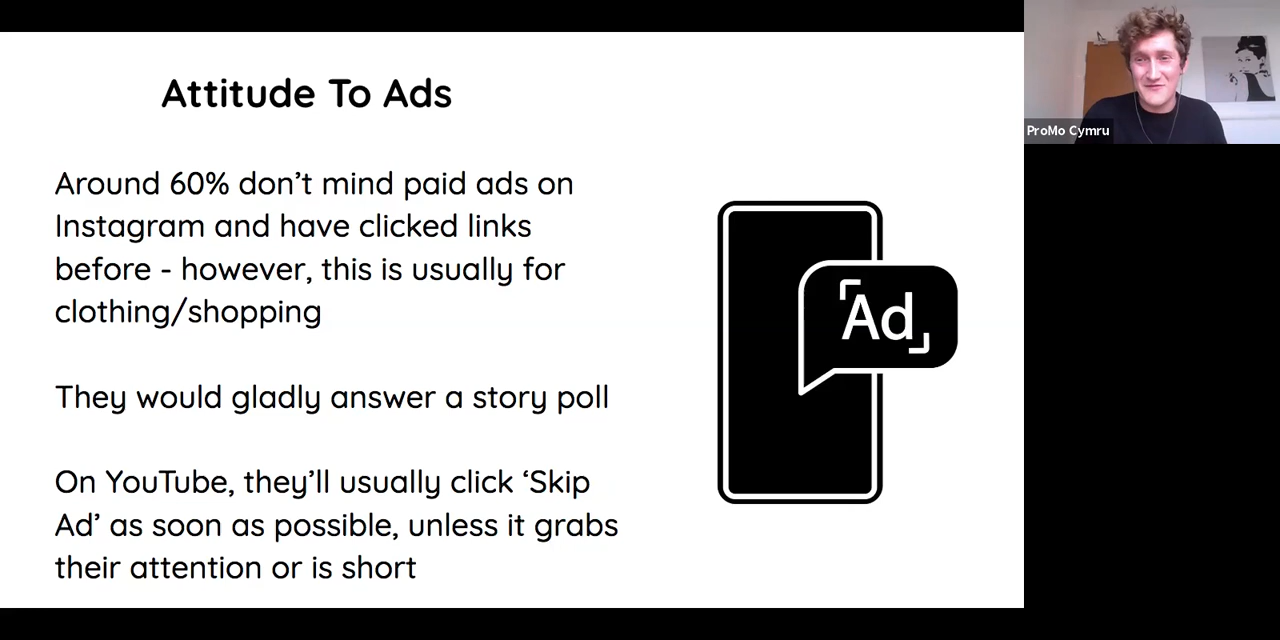 Attitude To Ads
Around 60% don’t mind paid ads on
Instagram and have clicked links
before - however, this is usually for
clothing/shopping
They would gladly answer a story poll
On YouTube, they’ll usually click ‘Skip
Ad’ as soon as possible, unless it grabs
their attention or is short
Ad
ProMo Cymru